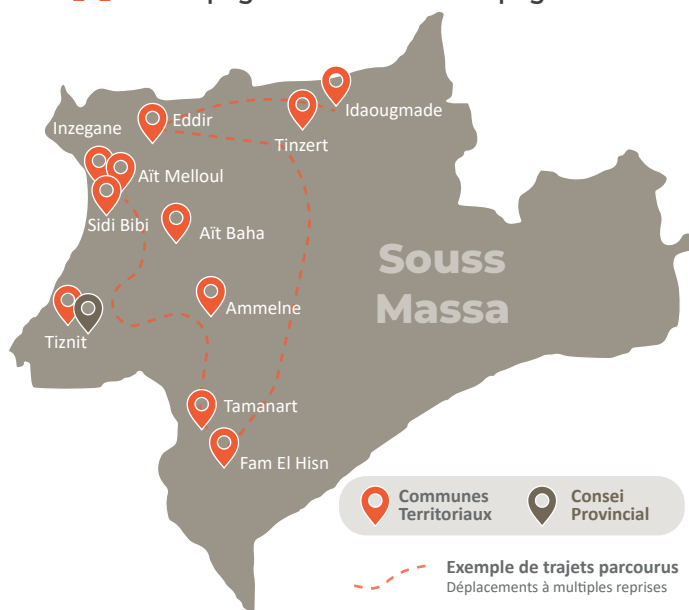 Idaougmade
Eddir
Tinzert
Inzegane
Aït Melloul
Sidi Bibi
Aït Baha
Souss
Massa
Ammelne
Tiznit
Tamanart
Fam El Hisn
Communes
Territoriaux
Consei
Provincial
Exemple de trajets parcourus
Déplacements à multiples reprises